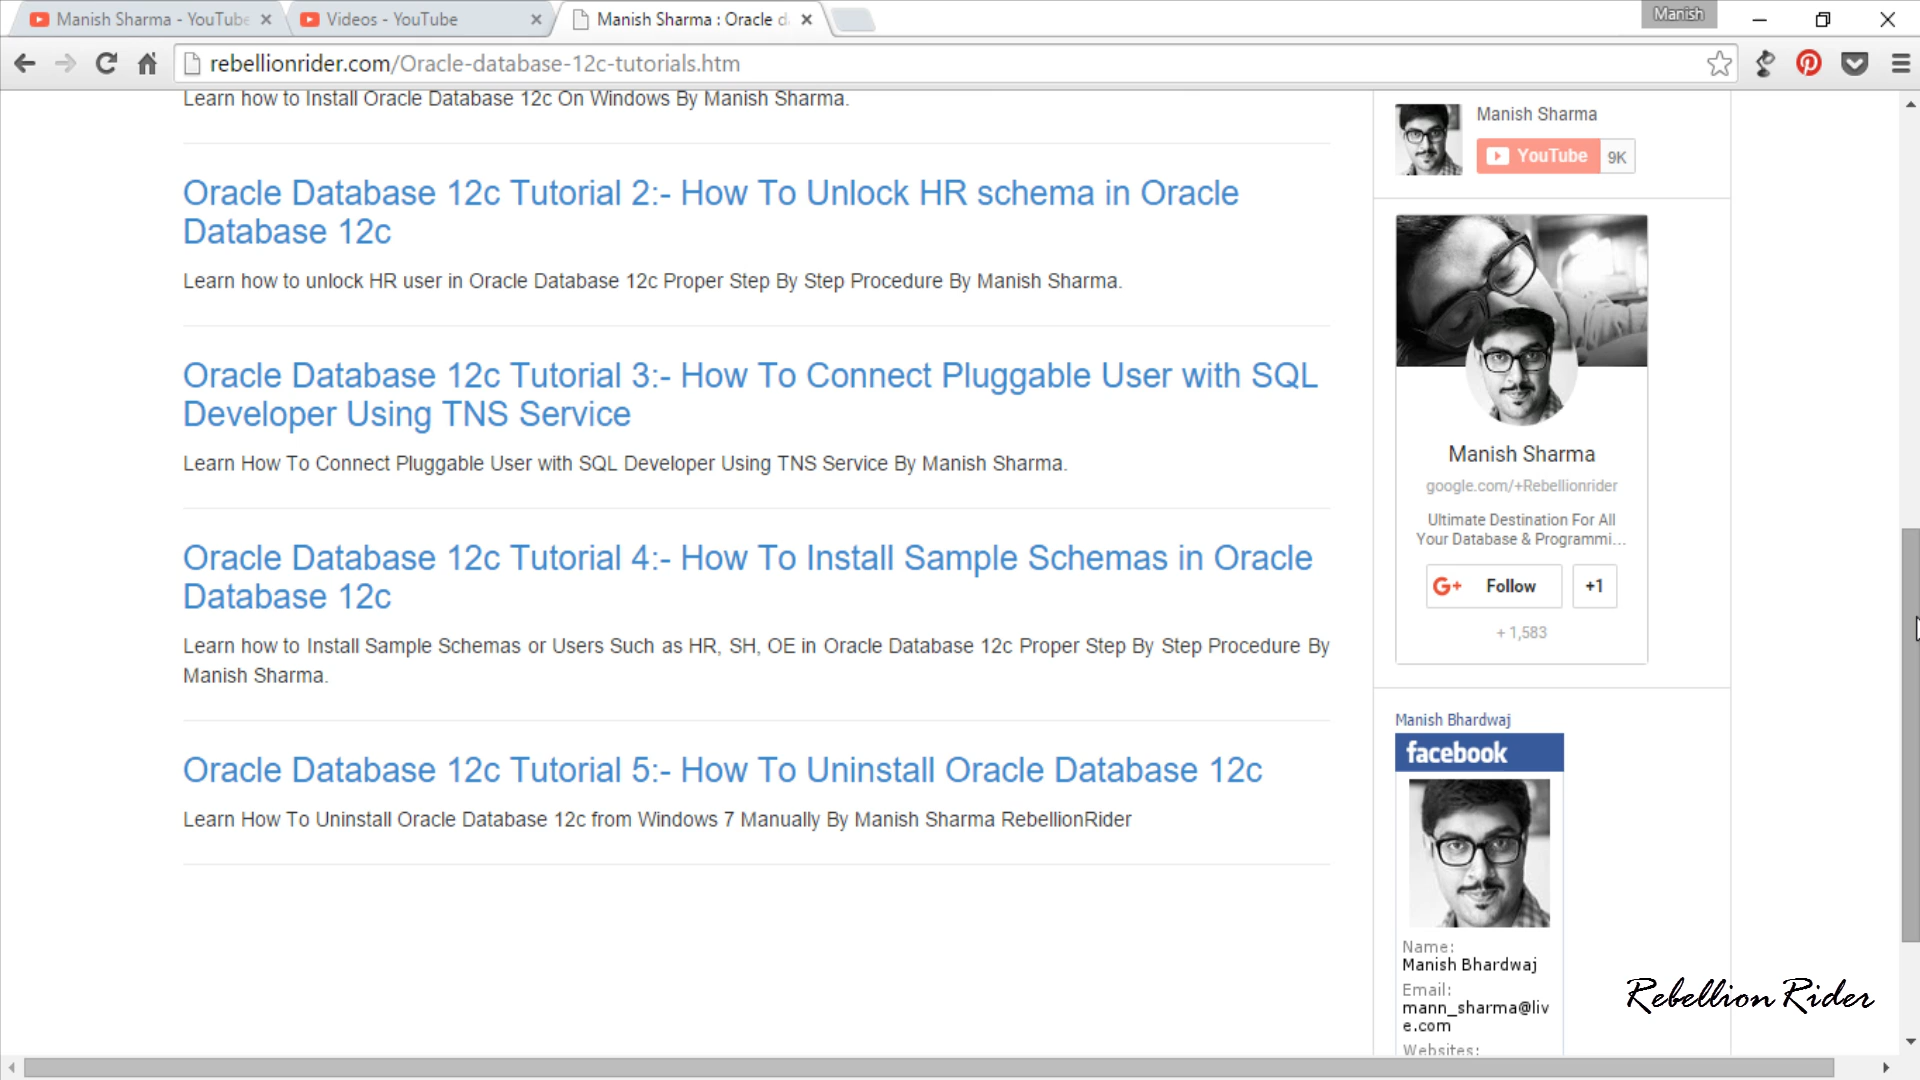 Manish Sharma - YouTube
Videos - YouTube
Manish Sharma : Oracle d
Manish
rebellionrider.com/Oracle-database-12c-tutorials.htm
Learn how to Install Oracle Database 12c On Windows By Manish Sharma.
Oracle Database 12c Tutorial 2:- How To Unlock HR schema in Oracle
Database 12c
Learn how to unlock HR user in Oracle Database 12c Proper Step By Step Procedure By Manish Sharma.
Oracle Database 12c Tutorial 3:- How To Connect Pluggable User with SQL
Developer Using TNS Service
Learn How To Connect Pluggable User with SQL Developer Using TNS Service By Manish Sharma.
Oracle Database 12c Tutorial 4:- How To Install Sample Schemas in Oracle
Database 12c
Learn how to Install Sample Schemas or Users Such as HR, SH, OE in Oracle Database 12c Proper Step By Step Procedure By
Manish Sharma.
Oracle Database 12c Tutorial 5:- How To Uninstall Oracle Database 12c
Learn How To Uninstall Oracle Database 12c from Windows 7 Manually By Manish Sharma RebellionRider
Manish Sharma
YouTube 9K
Manish Sharma
google.com/+Rebellionrider
Ultimate Destination For All
Your Database & Programmi...
G+ Follow +1
+ 1,583
Manish Bhardwaj
facebook
Name:
Manish Bhardwaj
Email:
mann_sharma@liv
e.com
Websites:
Rebellion Rider